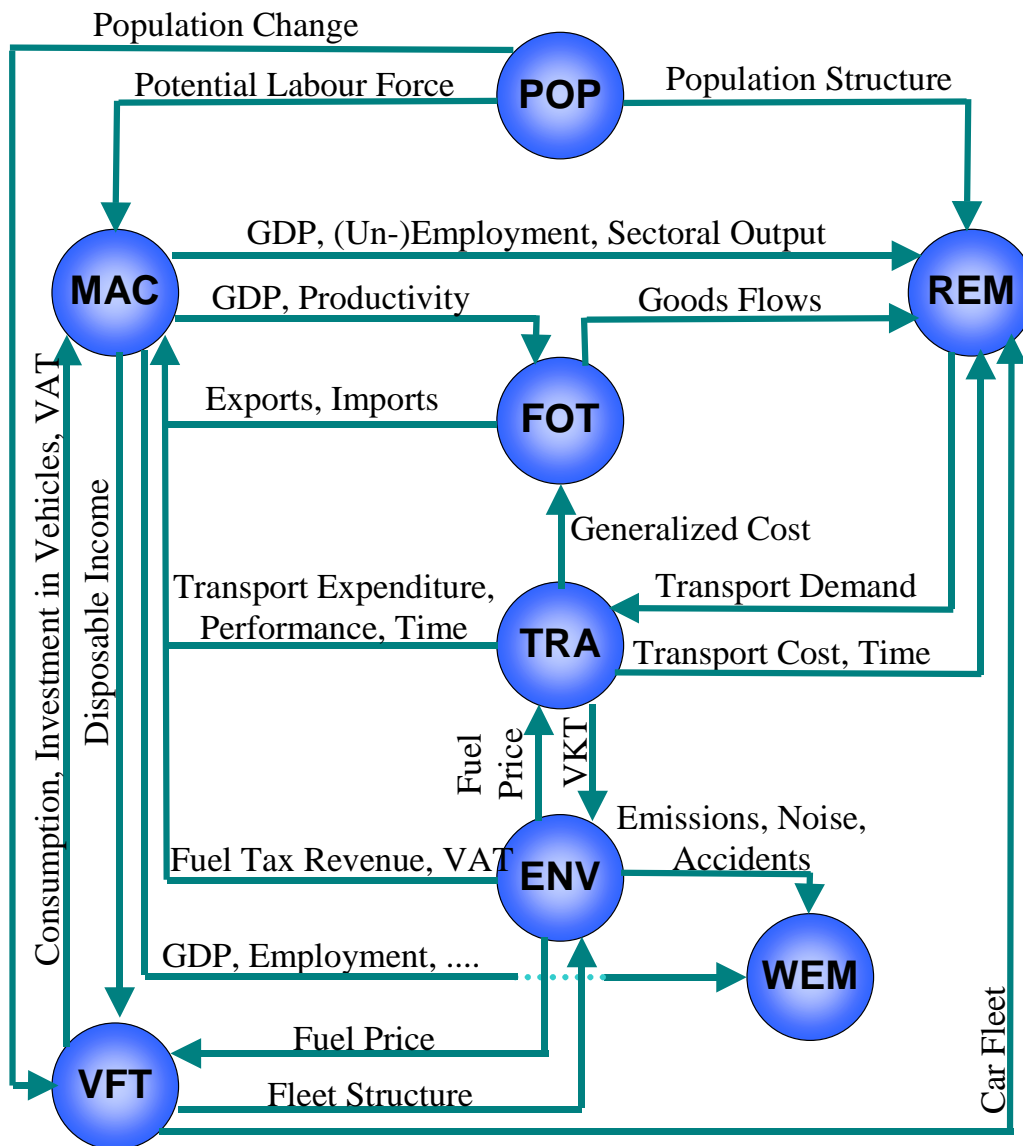 Population Change
POP
Potential Labour Force
Population Structure
GDP, (Un-)Employment, Sectoral Output
MAC
REM
GDP, Productivity
Goods Flows
Exports, Imports
FOT
Consumption, Investment in Vehicles, VAT
Disposable Income
Generalized Cost
Transport Expenditure,
Performance, Time
Transport Demand
TRA
Transport Cost, Time
Fuel
Price
VKT
Emissions, Noise,
Accidents
Fuel Tax Revenue, VAT
ENV
GDP, Employment, ....
WEM
Fuel Price
Car Fleet
VFT
Fleet Structure